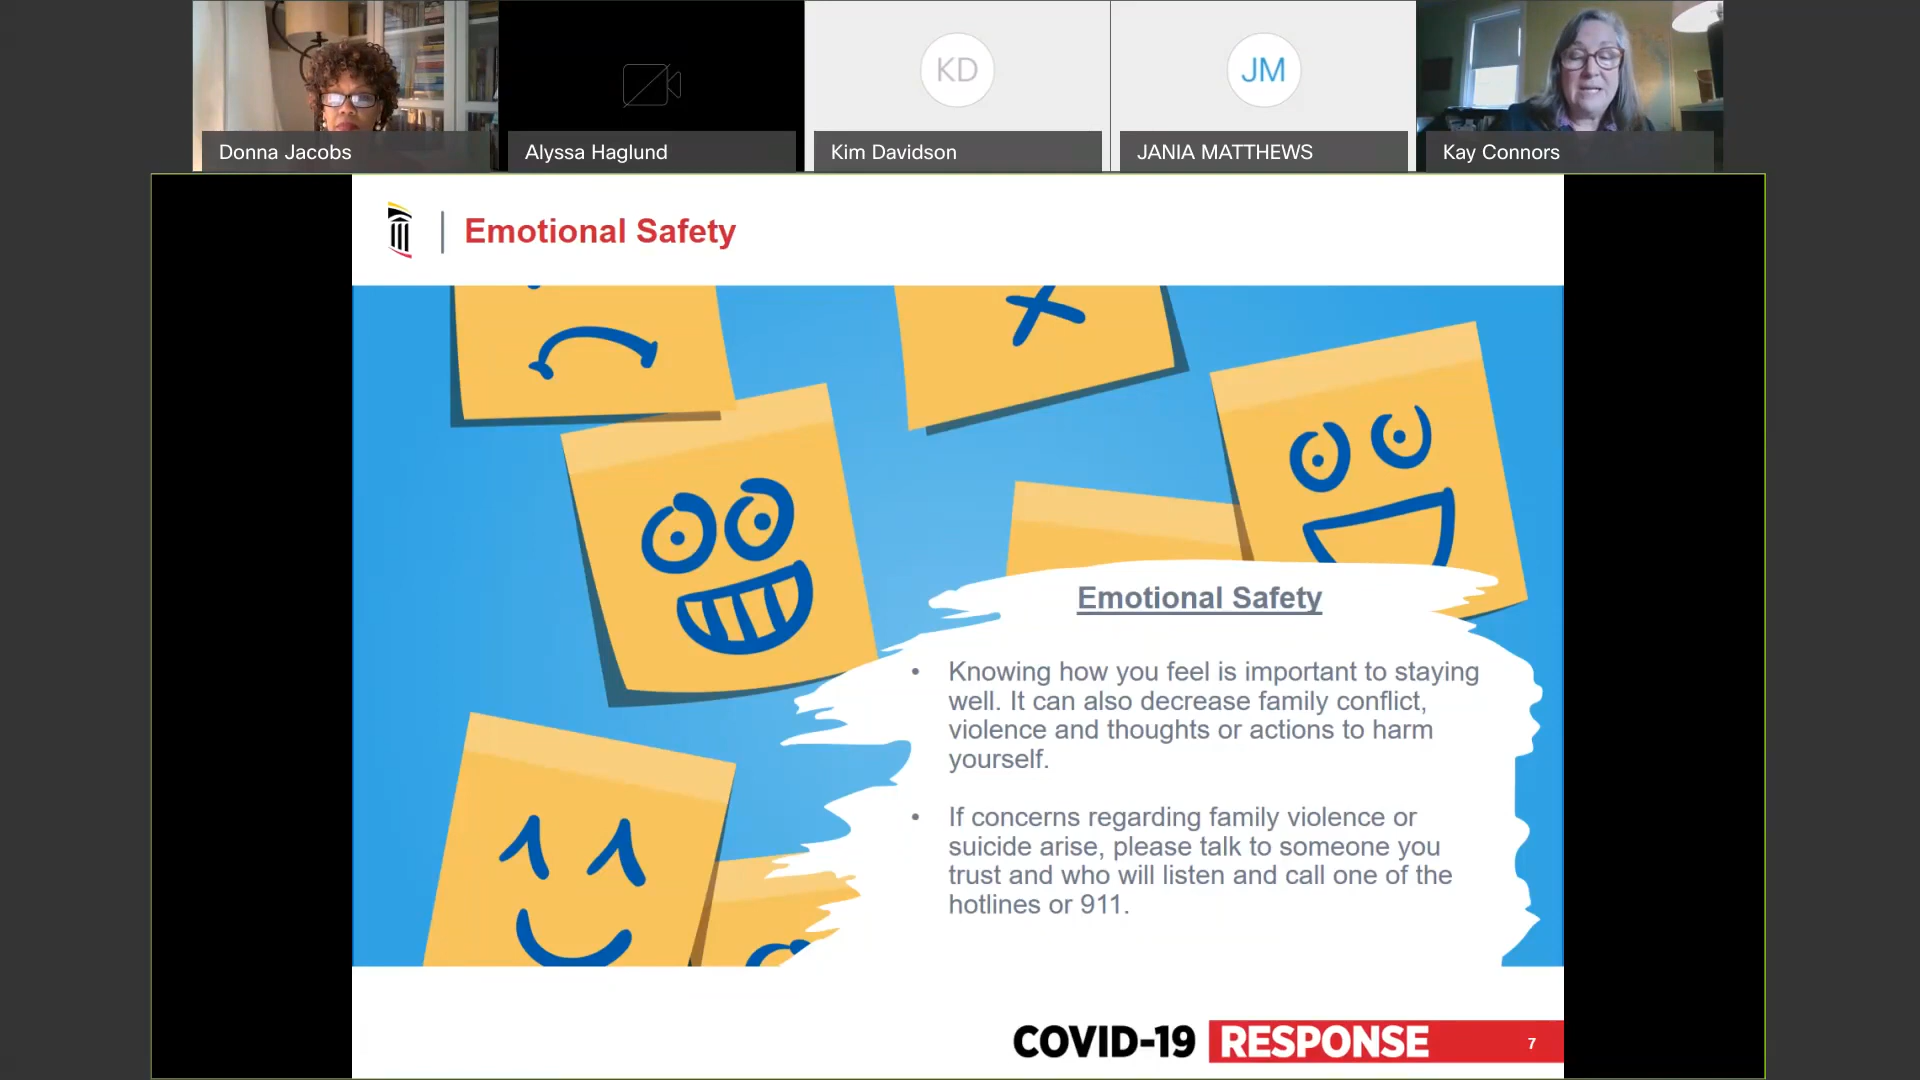 KD
JM
Donna Jacobs
Alyssa Haglund
Kim Davidson
JANIA MATTHEWS
Kay Connors
Emotional Safety
Emotional Safety
• Knowing how you feel is important to staying
well. It can also decrease family conflict,
violence and thoughts or actions to harm
yourself.
• If concerns regarding family violence or
suicide arise, please talk to someone you
trust and who will listen and call one of the
hotlines or 911.
COVID-19 RESPONSE
7